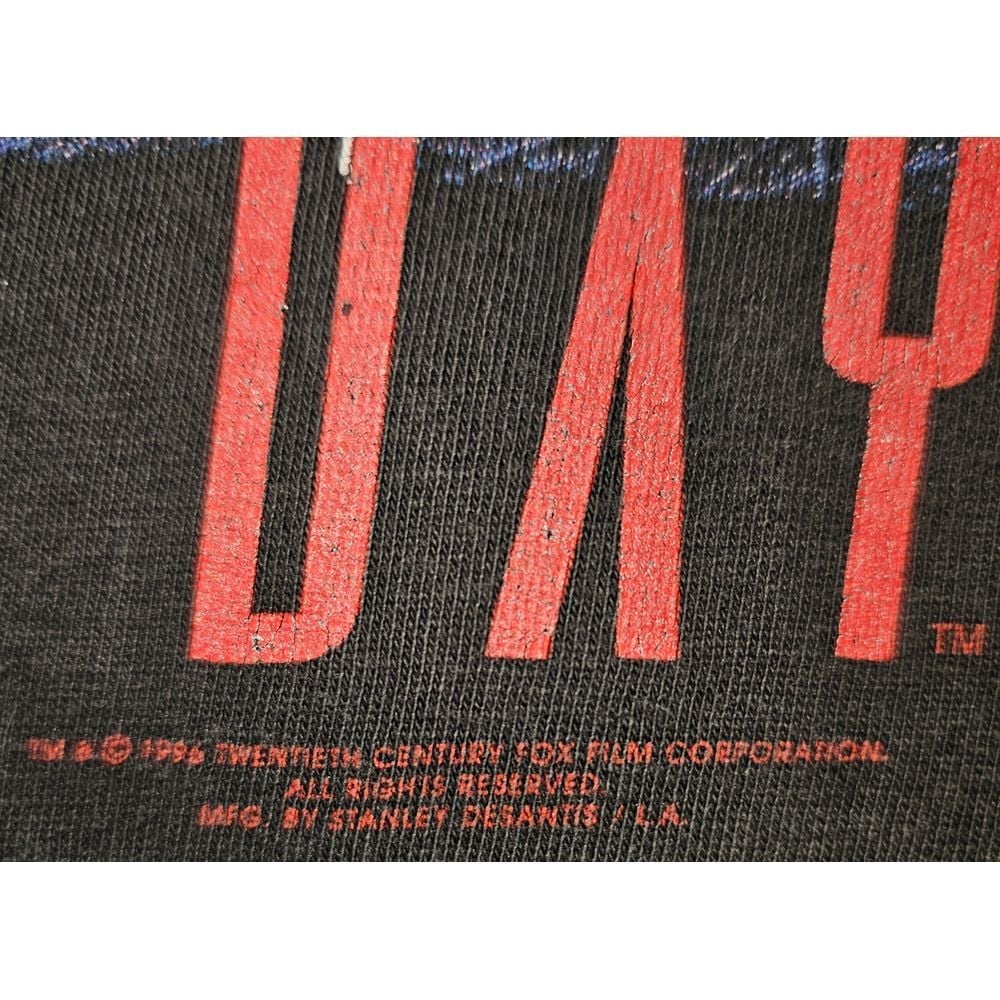 DAY TM
TM & © 1996 TWENTIETH CENTURY FOX FILM CORPORATION.
ALL RIGHTS RESERVED.
MFG. BY STANLEY DESANTIS / L.A.